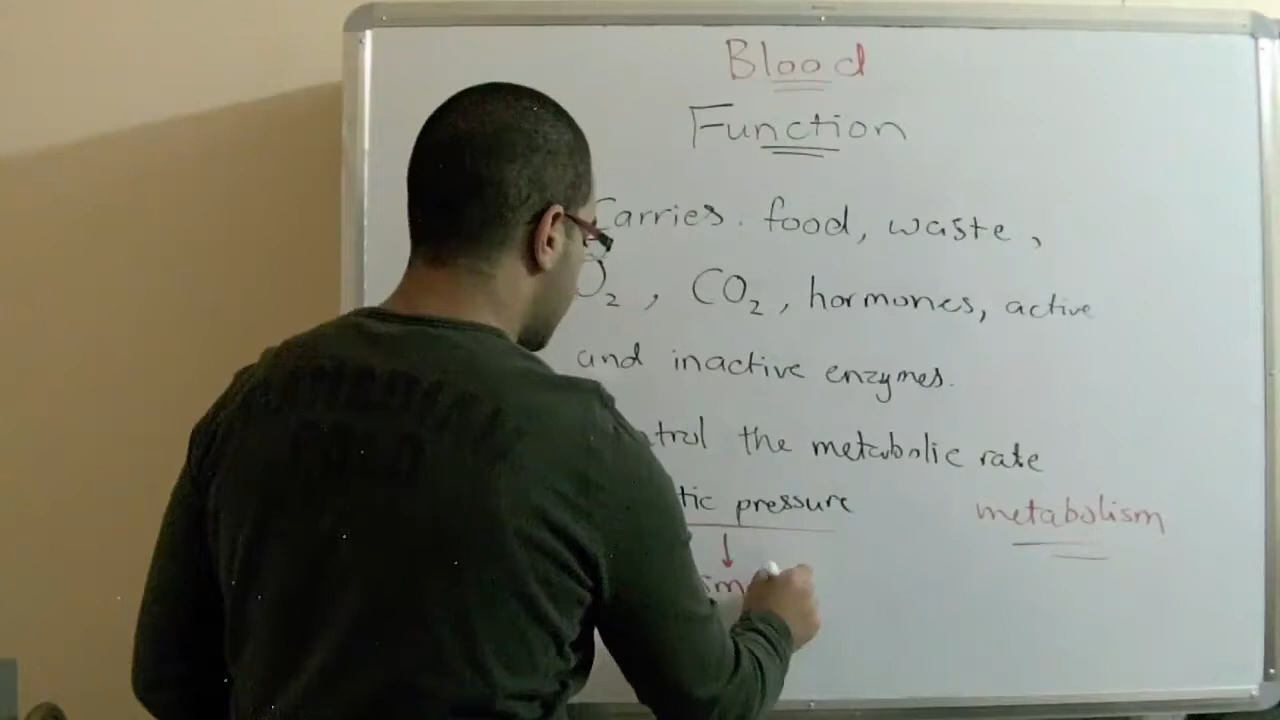 Blood
Function
Carries. food, waste,
O2, CO2, hormones, active
and inactive enzymes.
the metabolic rate
pressure
metabolism